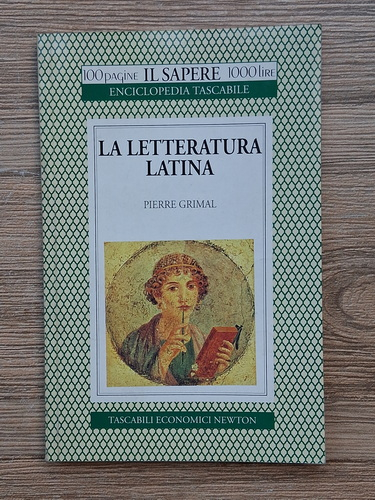 100 pagine IL SAPERE 1000 lire
ENCICLOPEDIA TASCABILE
LA LETTERATURA
LATINA
PIERRE GRIMAL
TASCABILI ECONOMICI NEWTON